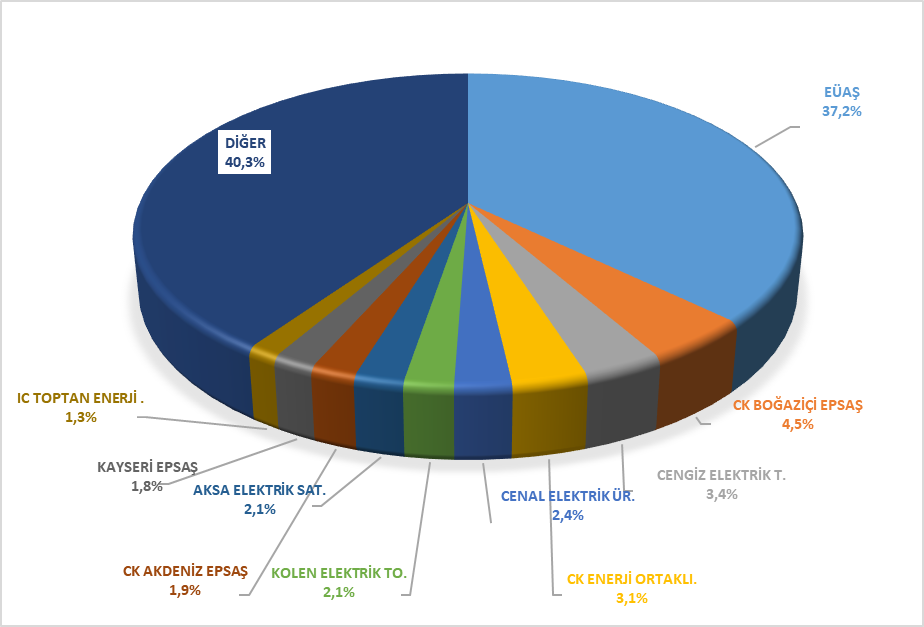 EÜAŞ
37,2%
DİĞER
40,3%
IC TOPTAN ENERJİ .
1,3%
CK BOĞAZİÇİ EPSAŞ
4,5%
KAYSERİ EPSAŞ
1,8%
CENGİZ ELEKTRİK T.
3,4%
AKSA ELEKTRİK SAT.
2,1%
CENAL ELEKTRİK ÜR.
2,4%
CK AKDENİZ EPSAŞ
1,9%
KOLEN ELEKTRİK TO.
2,1%
CK ENERJİ ORTAKLI.
3,1%